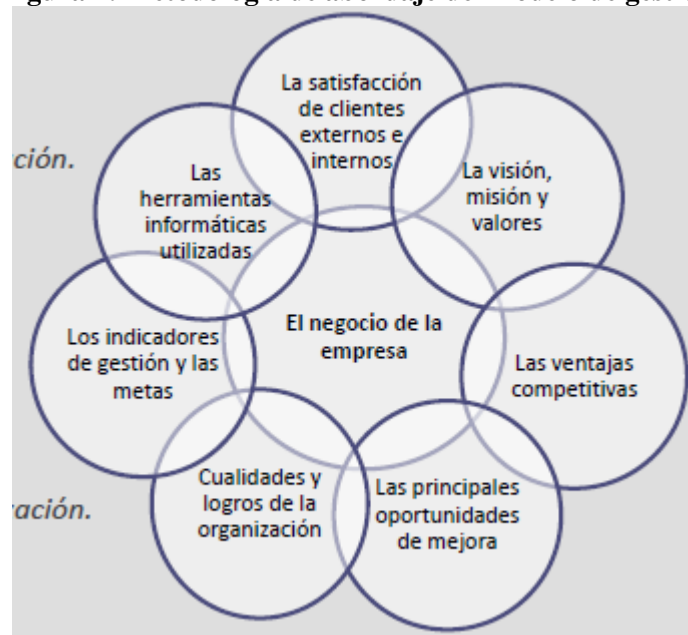 La satisfacción
de clientes
externos e
internos
La visión,
misión y
valores
Las ventajas
competitivas
Las principales
oportunidades
de mejora
Cualidades y
logros de la
organización
Los indicadores
de gestión y las
metas
Las
herramientas
informáticas
utilizadas
El negocio de la
empresa
ción.
ación.